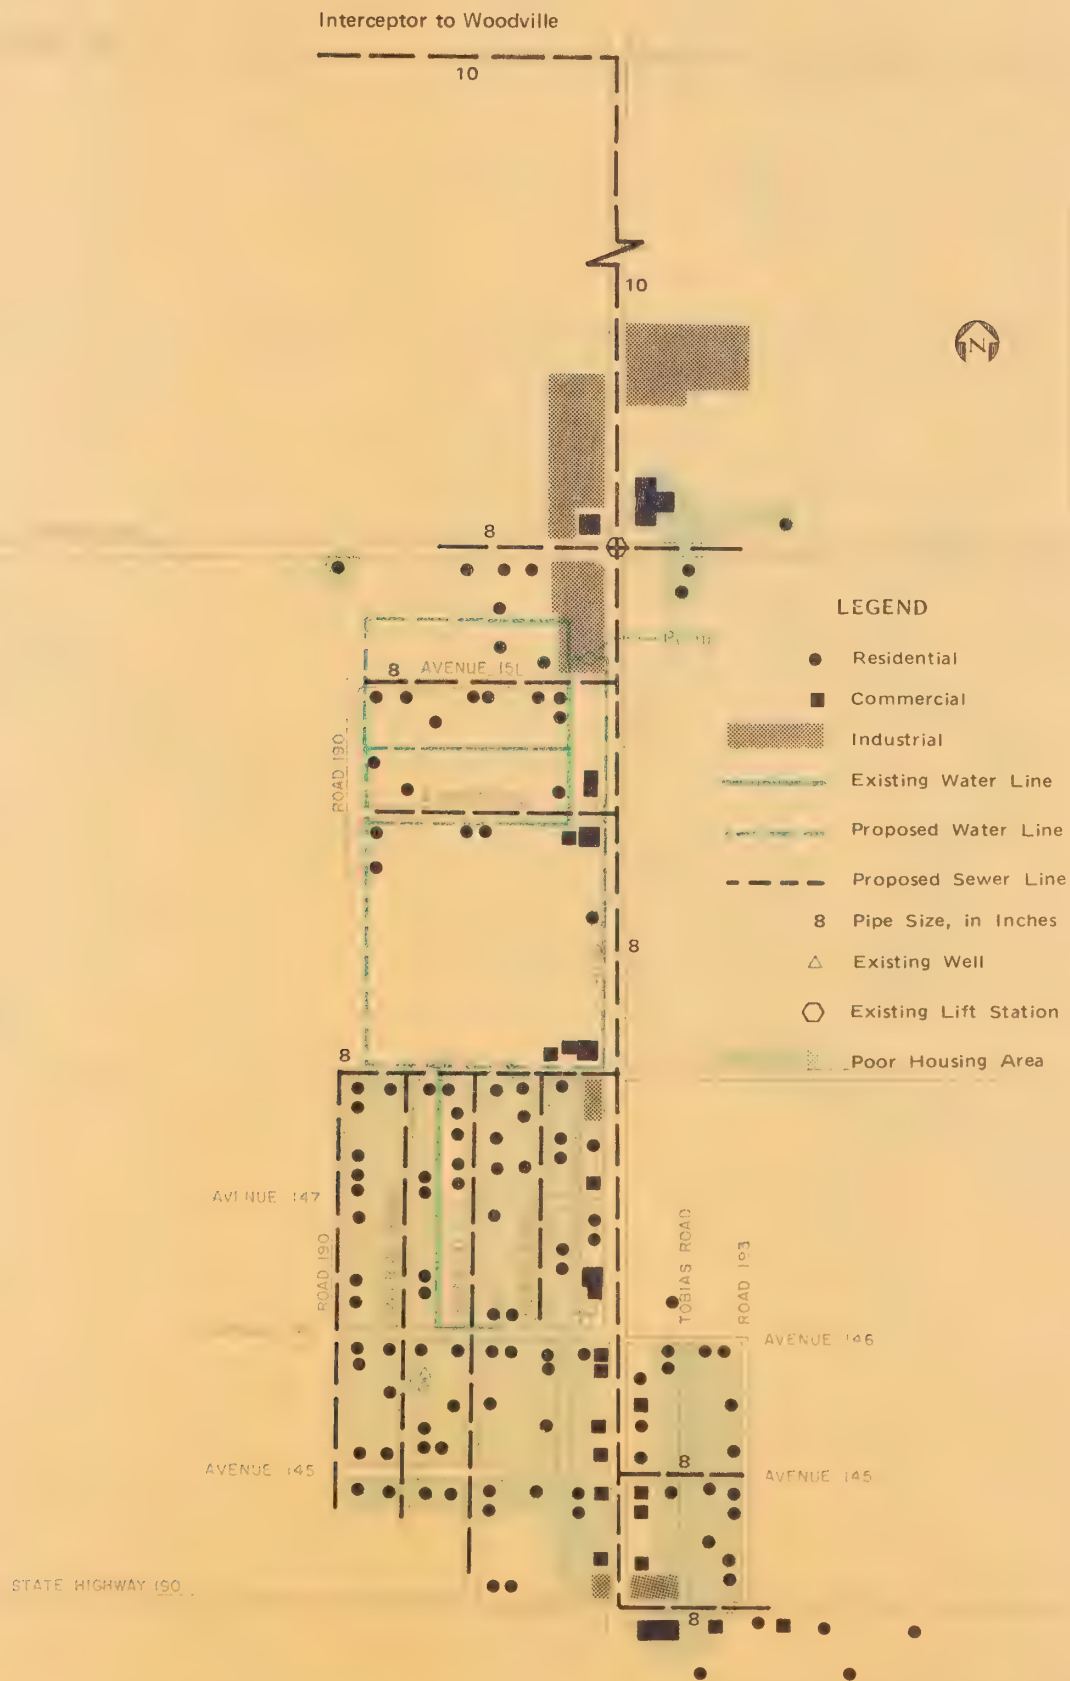 Interceptor to Woodville
10
10
N
8
LEGEND
Residential
8 AVENUE 151
Commercial
Industrial
ROAD 190
Existing Water Line
Proposed Water Line
Proposed Sewer Line
8 Pipe Size, in Inches
8
Existing Well
Existing Lift Station
8
Poor Housing Area
AVENUE 147
ROAD 190
TOBIAS ROAD
ROAD 193
AVENUE 146
8
AVENUE 145
AVENUE 145
STATE HIGHWAY 190
8